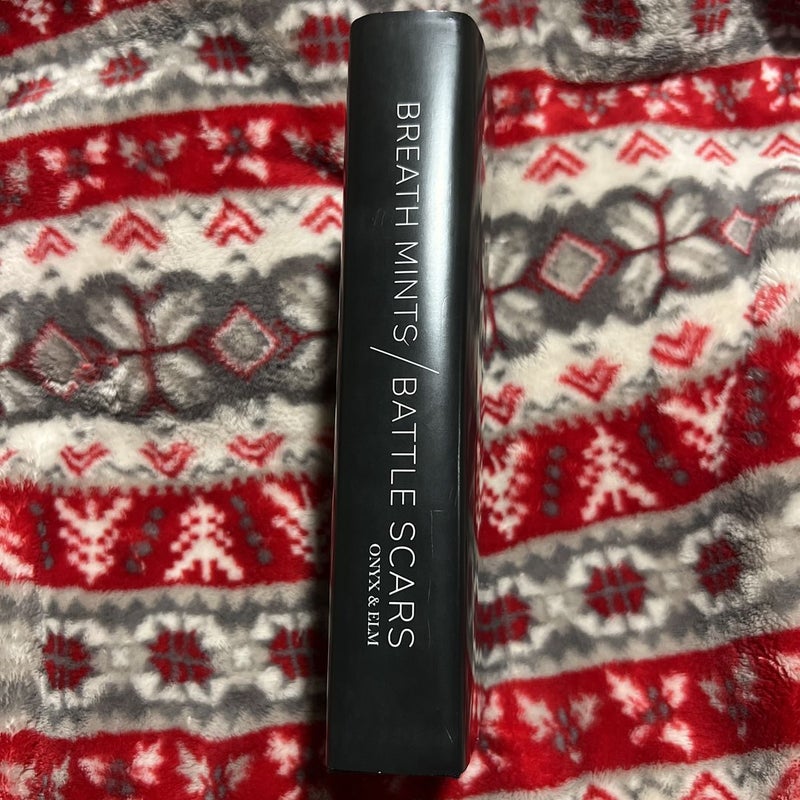 BREATH MINTS / BATTLE SCARS
ONYX & ELM